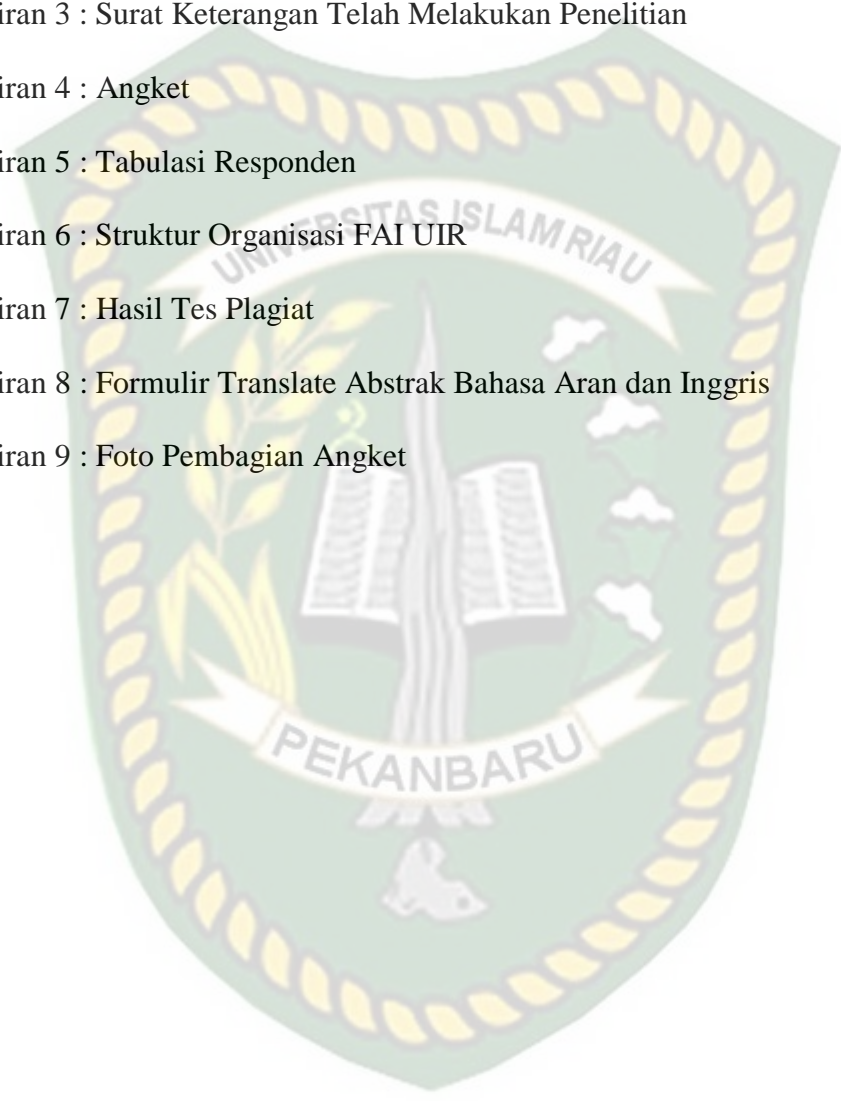 iran 3 : Surat Keterangan Telah Melakukan Penelitian
iran 4 : Angket
iran 5 : Tabulasi Responden
UNIVERSITAS ISLAM RIAU
iran 6 : Struktur Organisasi FAI UIR
iran 7 : Hasil Tes Plagiat
iran 8 : Formulir Translate Abstrak Bahasa Aran dan Inggris
iran 9 : Foto Pembagian Angket
PEKANBARU